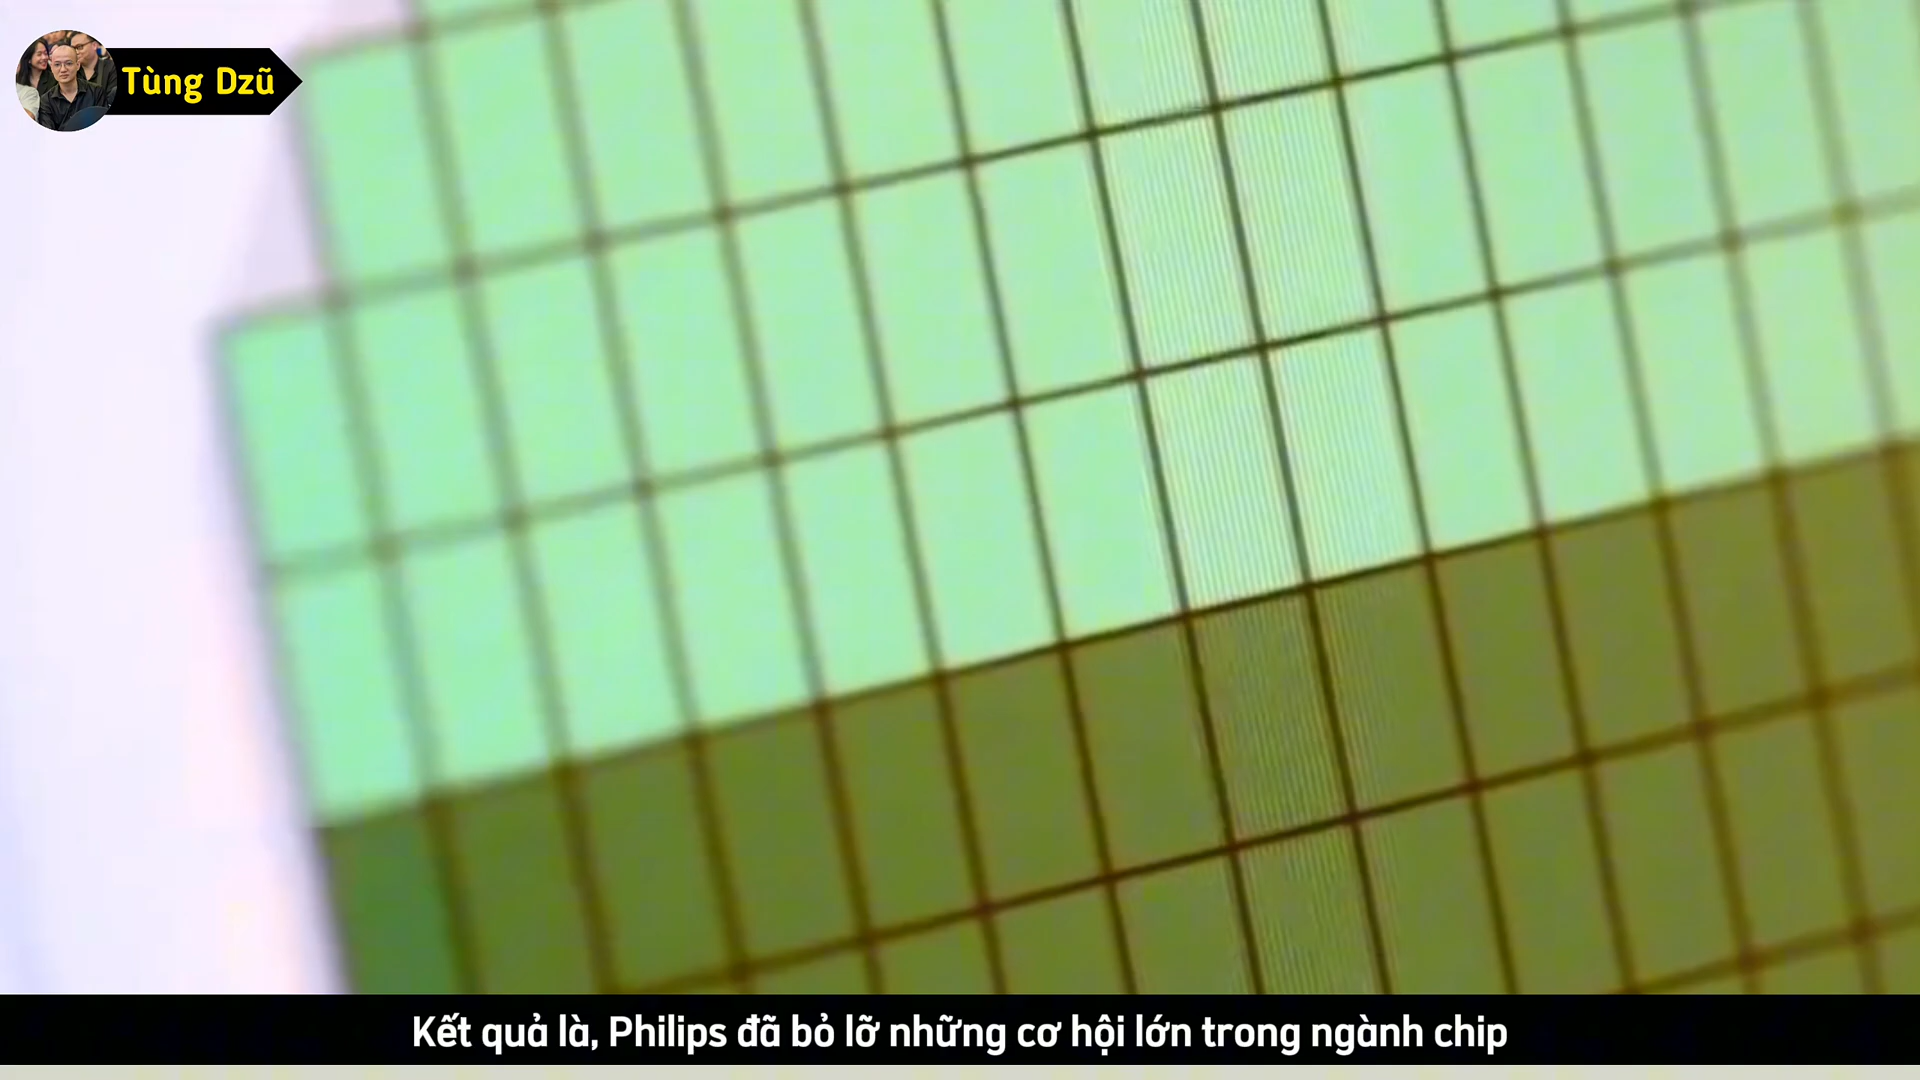 Tùng Dzũ
Kết quả là, Philips đã bỏ lỡ những cơ hội lớn trong ngành chip